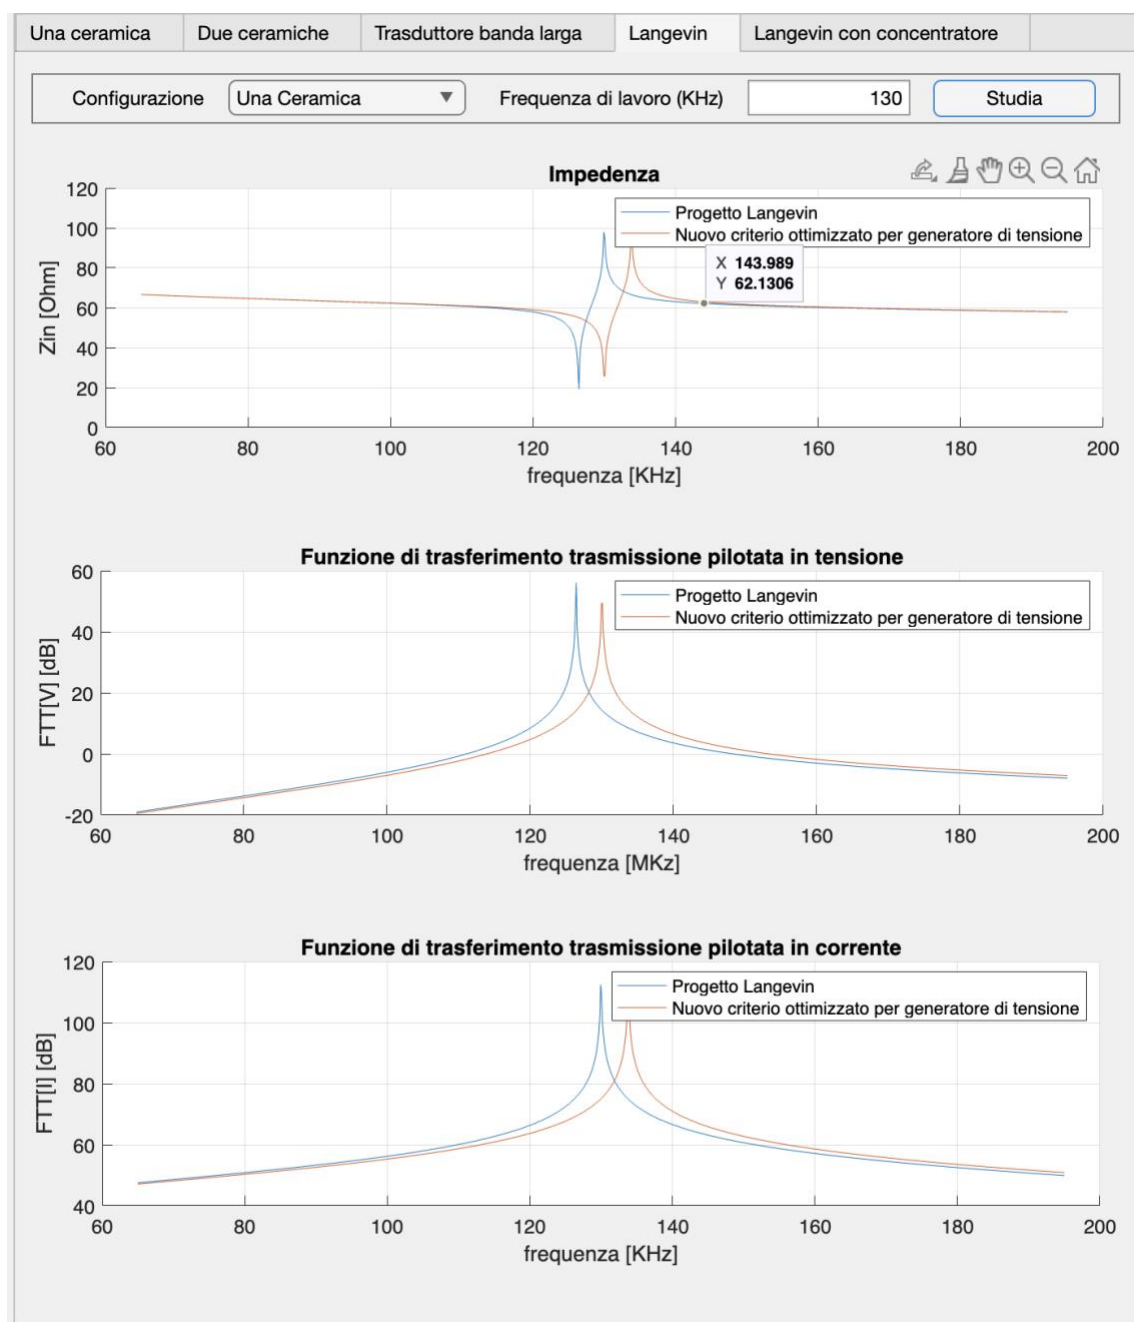 Una ceramica Due ceramiche Trasduttore banda larga Langevin Langevin con concentratore
Configurazione Una Ceramica Frequenza di lavoro (KHz) 130 Studia
Impedenza
120
100
80
60
40
20
0
Zin [Ohm]
Progetto Langevin
Nuovo criterio ottimizzato per generatore di tensione
X 143.989
Y 62.1306
60 80 100 120 140 160 180 200
frequenza [KHz]
Funzione di trasferimento trasmissione pilotata in tensione
60
40
20
0
-20
FTT[V] [dB]
Progetto Langevin
Nuovo criterio ottimizzato per generatore di tensione
60 80 100 120 140 160 180 200
frequenza [MKz]
Funzione di trasferimento trasmissione pilotata in corrente
120
100
80
60
40
FTT[I] [dB]
Progetto Langevin
Nuovo criterio ottimizzato per generatore di tensione
60 80 100 120 140 160 180 200
frequenza [KHz]